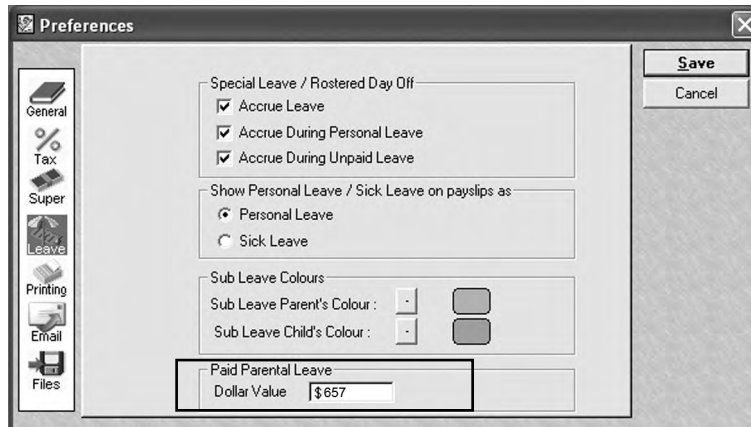 Preferences
General
Tax
Super
Leave
Printing
Email
Files
Special Leave / Rostered Day Off
Accrue Leave
Accrue During Personal Leave
Accrue During Unpaid Leave
Show Personal Leave / Sick Leave on payslips as
Personal Leave
Sick Leave
Sub Leave Colours
Sub Leave Parent's Colour :
Sub Leave Child's Colour :
Paid Parental Leave
Dollar Value $657
Save
Cancel